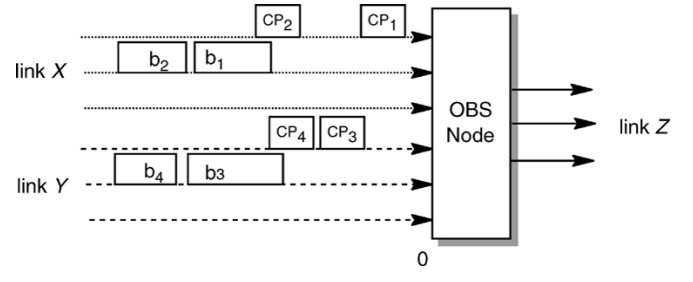 CP2 CP1
b2 b1
link X
OBS
Node
link Z
CP4 CP3
b4 b3
link Y
0